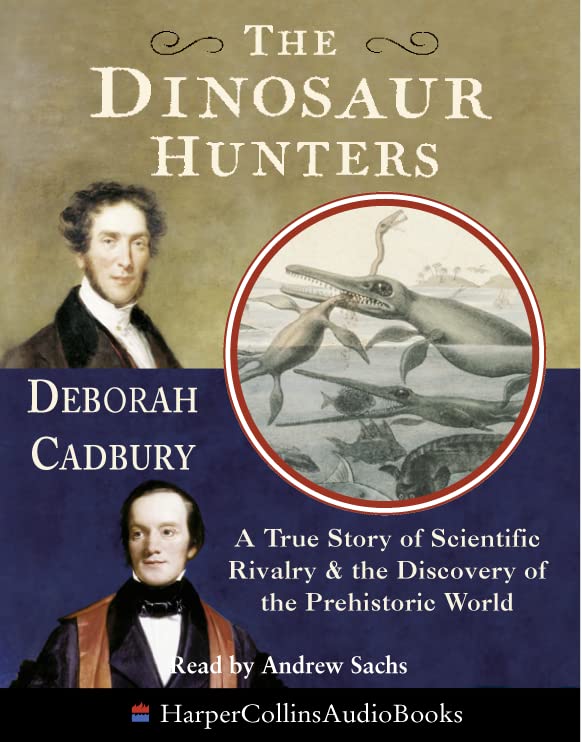 THE
DINOSAUR
HUNTERS
DEBORAH
CADBURY
A True Story of Scientific
Rivalry & the Discovery of
the Prehistoric World
Read by Andrew Sachs
HarperCollinsAudioBooks